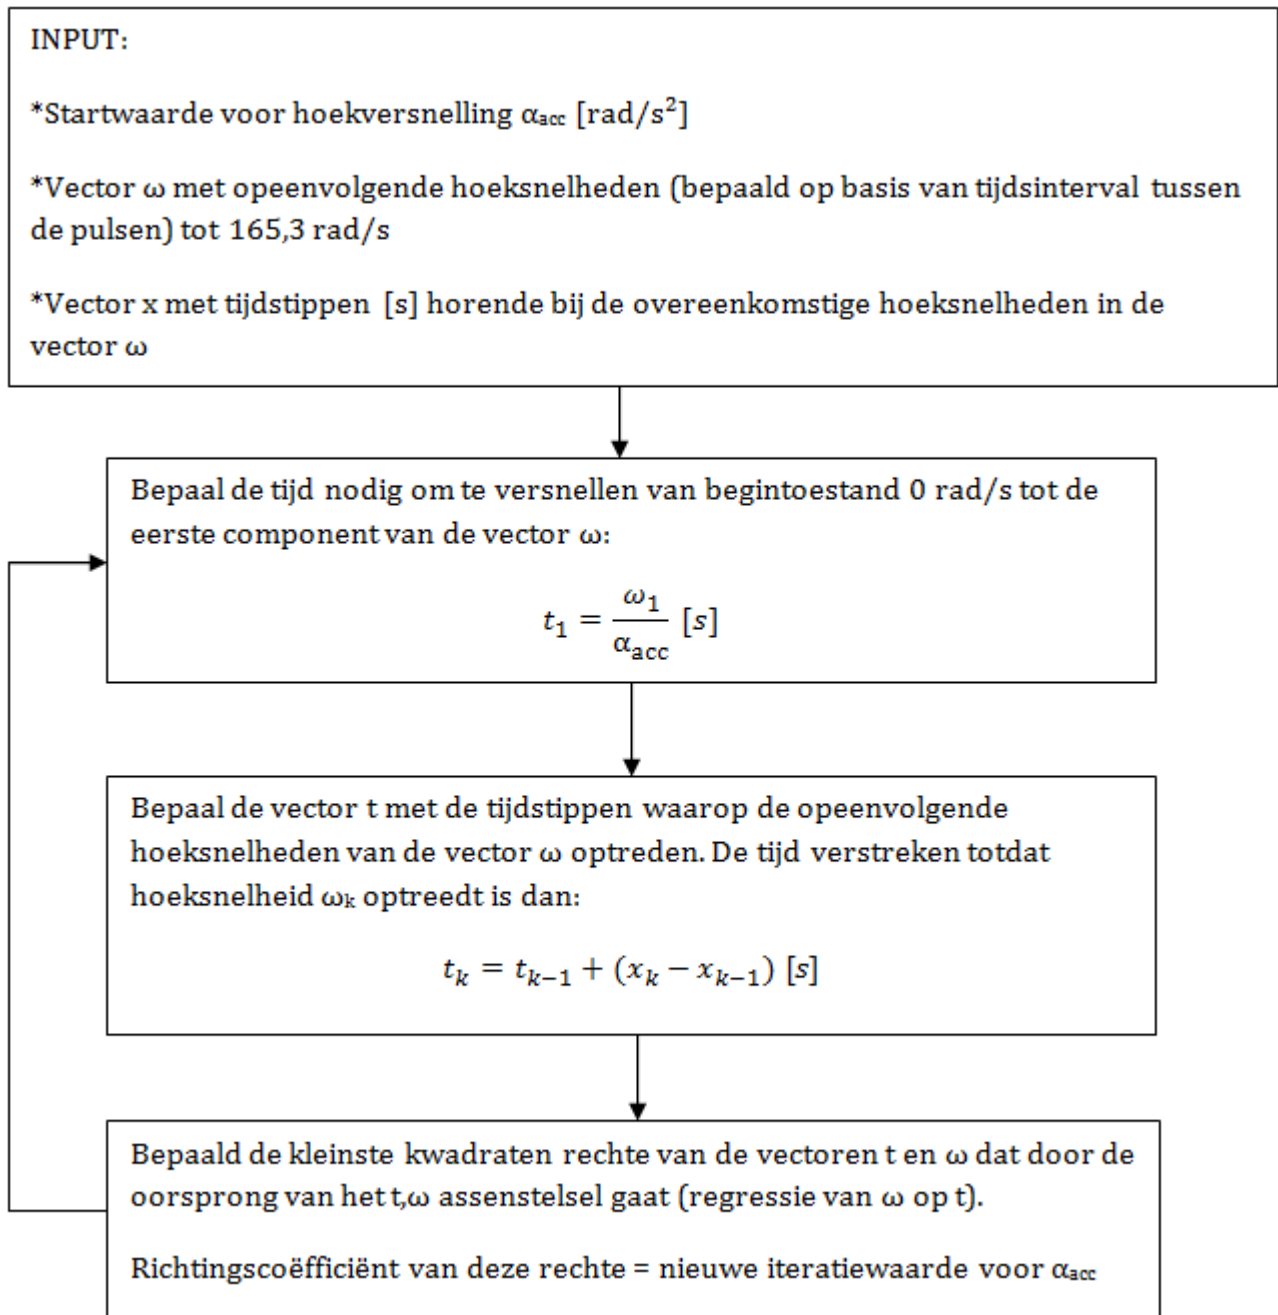 INPUT:
*Startwaarde voor hoekversnelling αacc [rad/s²]
*Vector ω met opeenvolgende hoeksnelheden (bepaald op basis van tijdsinterval tussen
de pulsen) tot 165,3 rad/s
*Vector x met tijdstippen [s] horende bij de overeenkomstige hoeksnelheden in de
vector ω
Bepaal de tijd nodig om te versnellen van begintoestand 0 rad/s tot de
eerste component van de vector ω:
t₁ = ω₁ / αacc [s]
Bepaal de vector t met de tijdstippen waarop de opeenvolgende
hoeksnelheden van de vector ω optreden. De tijd verstreken totdat
hoeksnelheid ωk optreedt is dan:
tk = tk−1 + (xk − xk−1) [s]
Bepaald de kleinste kwadraten rechte van de vectoren t en ω dat door de
oorsprong van het t,ω assenstelsel gaat (regressie van ω op t).
Richtingscoëfficiënt van deze rechte = nieuwe iteratiewaarde voor αacc